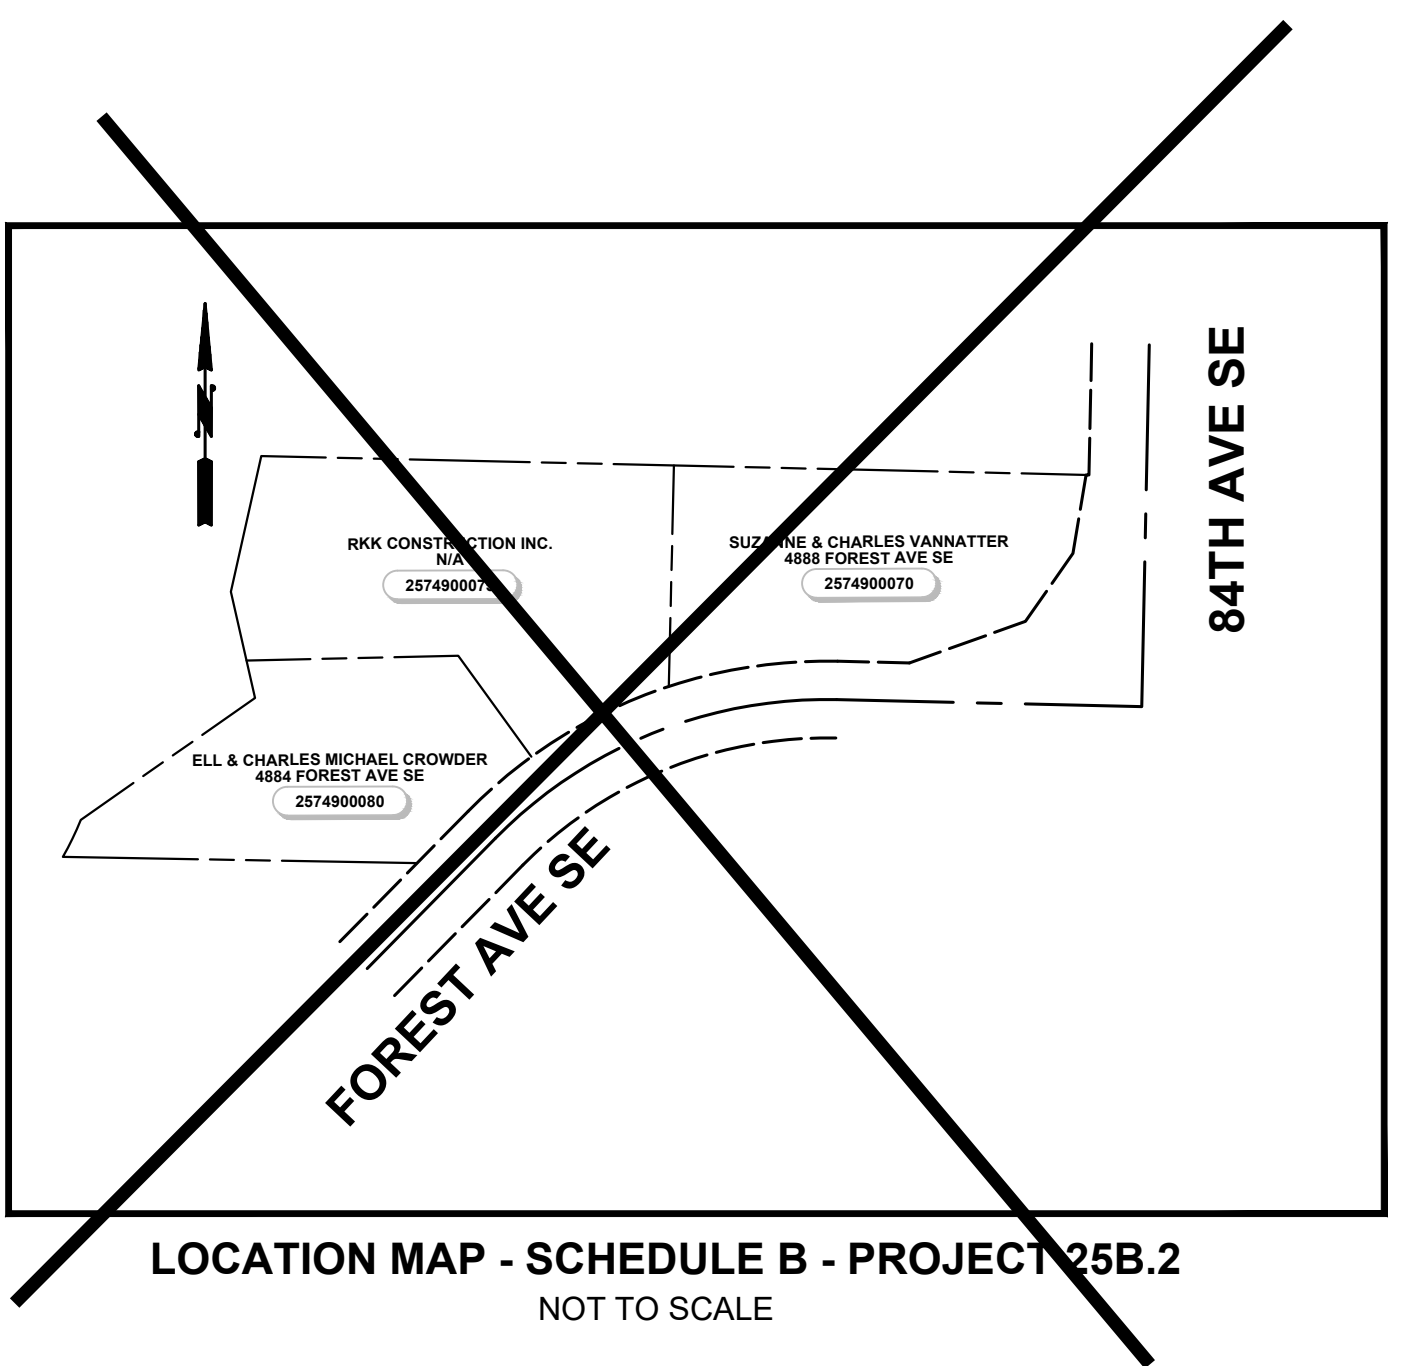 N
84TH AVE SE
RKK CONSTRUCTION INC.
N/A
SUZANNE & CHARLES VANNATTER
4888 FOREST AVE SE
2574900075
2574900070
ELL & CHARLES MICHAEL CROWDER
4884 FOREST AVE SE
2574900080
FOREST AVE SE
LOCATION MAP - SCHEDULE B - PROJECT 25B.2
NOT TO SCALE